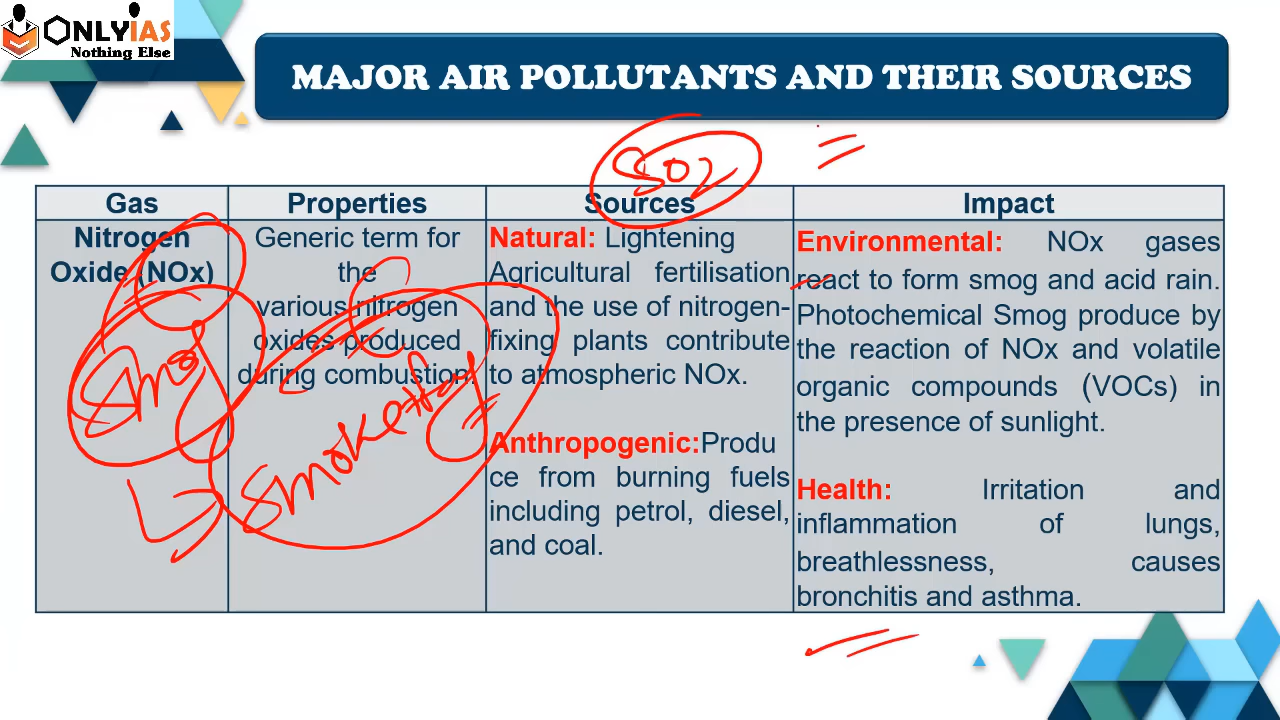 ONLYIAS
Nothing Else
MAJOR AIR POLLUTANTS AND THEIR SOURCES
SO2
Gas
Properties
Sources
Impact
Nitrogen
Oxide (NOx)
Generic term for
the
various nitrogen
oxides produced
during combustion.
Natural: Lightening
Agricultural fertilisation
and the use of nitrogen-
fixing plants contribute
to atmospheric NOx.
Anthropogenic:Produ
ce from burning fuels
including petrol, diesel,
and coal.
Environmental: NOx gases
react to form smog and acid rain.
Photochemical Smog produce by
the reaction of NOx and volatile
organic compounds (VOCs) in
the presence of sunlight.
Health: Irritation and
inflammation of lungs,
breathlessness, causes
bronchitis and asthma.
Smog
Smoke+fog